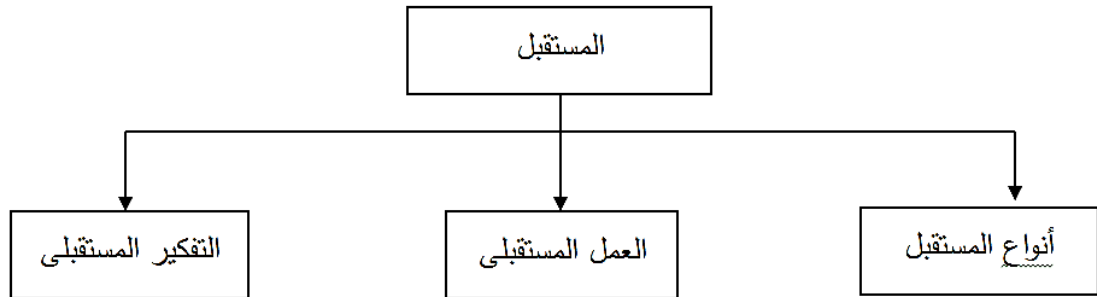 المستقبل
أنواع المستقبل
العمل المستقبلى
التفكير المستقبلى